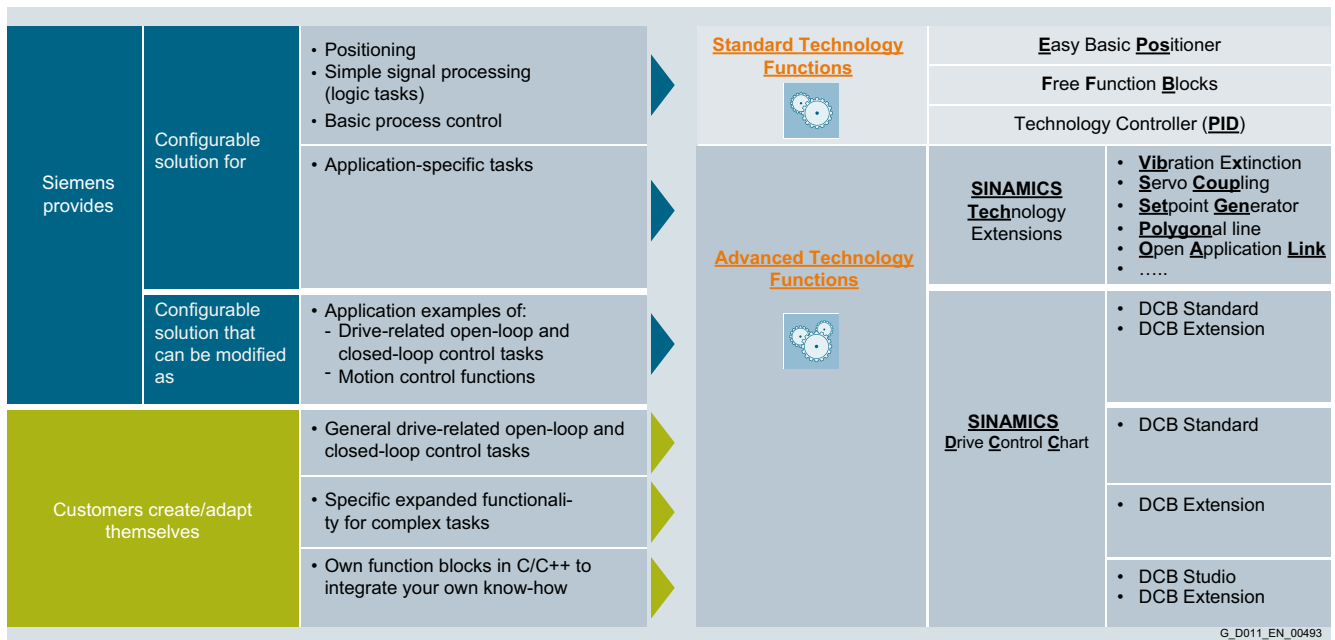 Siemens
provides
Configurable
solution for
• Positioning
• Simple signal processing
(logic tasks)
• Basic process control
• Application-specific tasks
Configurable
solution that
can be modified
as
• Application examples of:
- Drive-related open-loop and
closed-loop control tasks
- Motion control functions
Customers create/adapt
themselves
• General drive-related open-loop and
closed-loop control tasks
• Specific expanded functionali-
ty for complex tasks
• Own function blocks in C/C++ to
integrate your own know-how
Standard Technology
Functions
Easy Basic Positioner
Free Function Blocks
Technology Controller (PID)
Advanced Technology
Functions
SINAMICS
Technology
Extensions
• Vibration Extinction
• Servo Coupling
• Setpoint Generator
• Polygonal line
• Open Application Link
• …..
SINAMICS
Drive Control Chart
• DCB Standard
• DCB Extension
• DCB Standard
• DCB Extension
• DCB Studio
• DCB Extension
G_D011_EN_00493